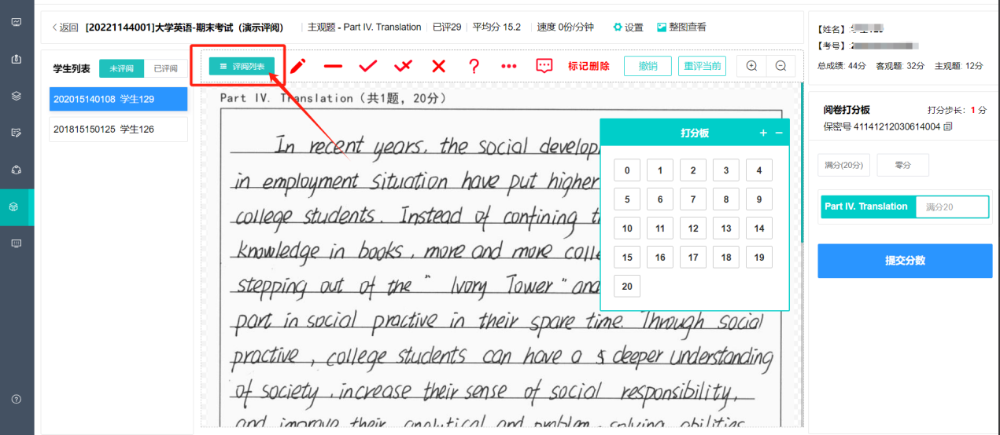 返回 [20221144001]大学英语-期末考试（演示评阅） 主观题 - Part IV. Translation 已评29 平均分 15.2 速度 0份/分钟 设置 整图查看
学生列表 未评阅 已评阅
202015140108 学生129
201815150125 学生126
评阅列表 ? 标记删除 撤销 重评当前
Part IV. Translation（共1题，20分）
In recent years, the social develop
in employment situation have put higher
college students. Instead of confining
knowledge in books, more and more
stepping out of the "Ivory Tower" and
part in social practive in their spare time. Through social
practive, college students can have a deeper understanding
of society, increase their sense of social responsibility,
and improve their analytical and problem-solving abilities
打分板 + −
0 1 2 3 4
5 6 7 8 9
10 11 12 13 14
15 16 17 18 19
20
【姓名】:
【考号】:
总成绩: 44分 客观题: 32分 主观题: 12分
阅卷打分板 打分步长: 1 分
保密号 41141212030614004
满分(20分) 零分
Part IV. Translation 满分20
提交分数